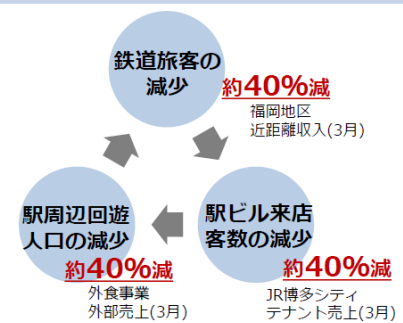 鉄道旅客の
減少
約40%減
福岡地区
近距離収入(3月)
駅ビル来店
客数の減少
約40%減
JR博多シティ
テナント売上(3月)
駅周辺回遊
人口の減少
約40%減
外食事業
外部売上(3月)